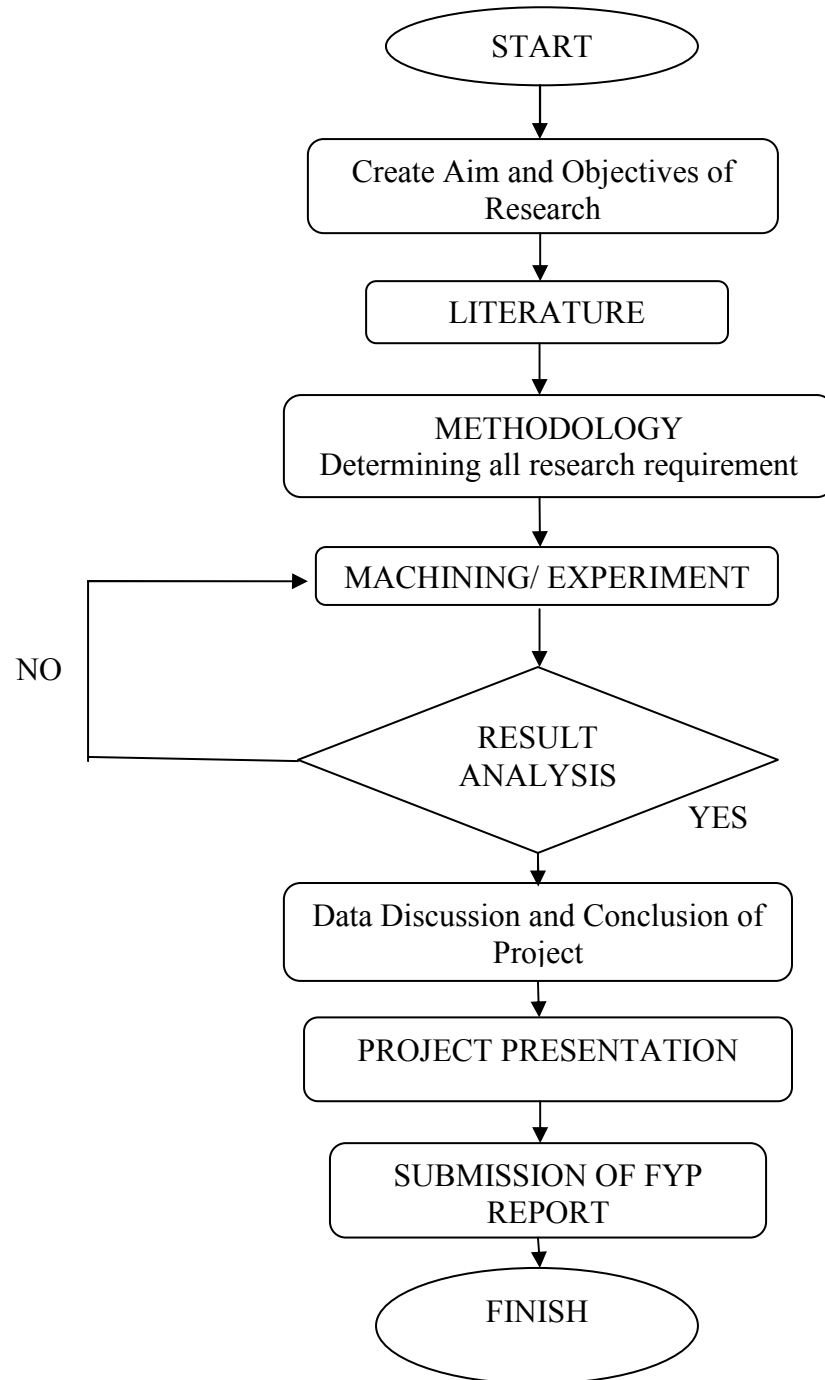 START
Create Aim and Objectives of
Research
LITERATURE
METHODOLOGY
Determining all research requirement
MACHINING/ EXPERIMENT
NO
RESULT
ANALYSIS
YES
Data Discussion and Conclusion of
Project
PROJECT PRESENTATION
SUBMISSION OF FYP
REPORT
FINISH